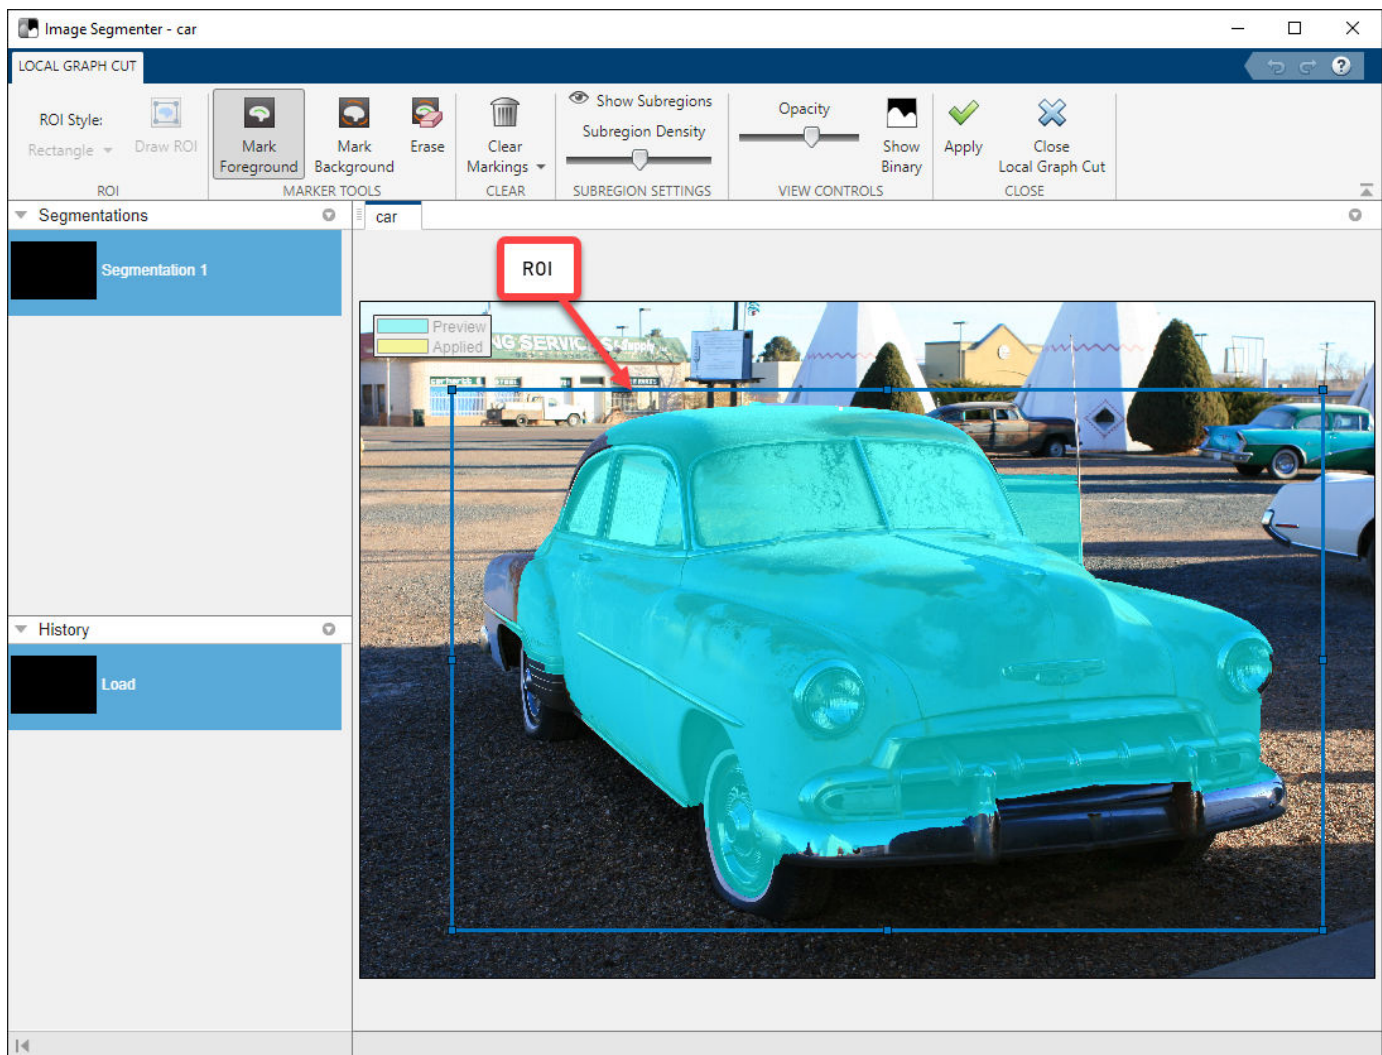 Image Segmenter - car
LOCAL GRAPH CUT
ROI Style:
Rectangle
Draw ROI
Mark
Foreground
Mark
Background
Erase
Clear
Markings
Show Subregions
Subregion Density
Opacity
Show
Binary
Apply
Close
Local Graph Cut
ROI
MARKER TOOLS
CLEAR
SUBREGION SETTINGS
VIEW CONTROLS
CLOSE
Segmentations
car
Segmentation 1
ROI
Preview
Applied
NG SERVICES
History
Load